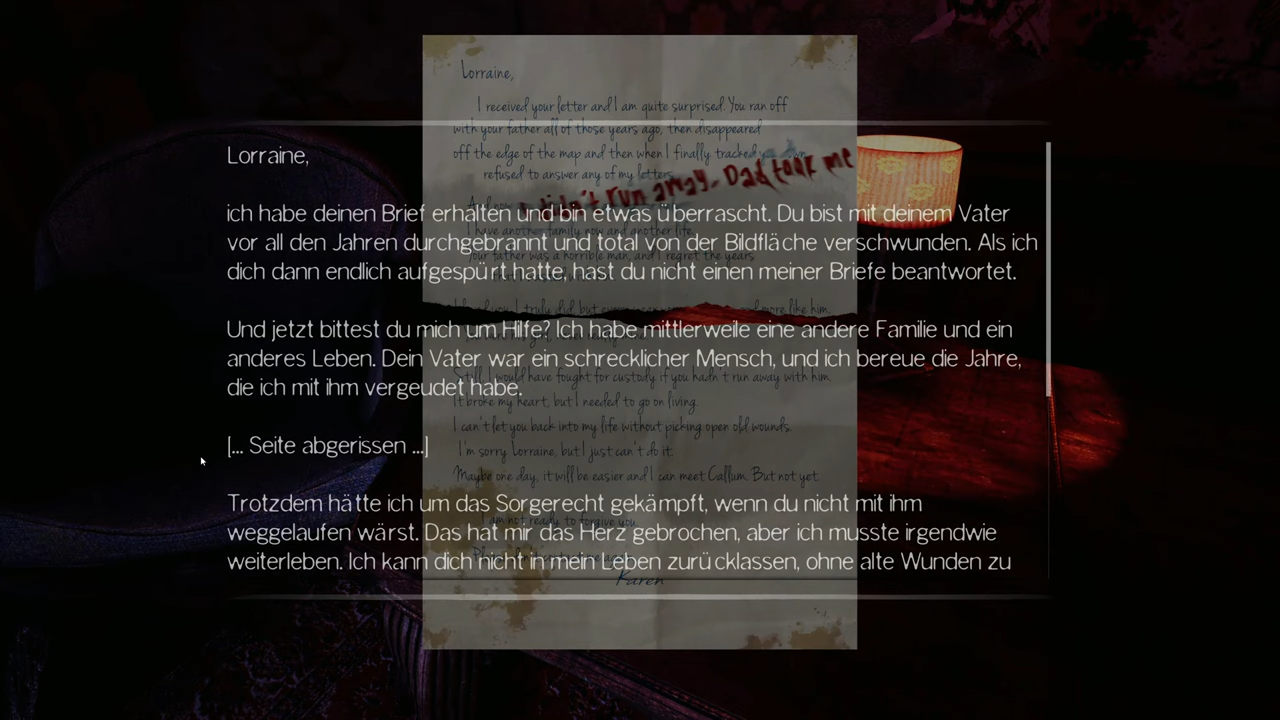 Lorraine,
I received your letter and I am quite surprised. You ran off
with your father all of those years ago, then disappeared
off the edge of the map and then when I finally tracked
refused to answer any of my letters
didn't run away. Dad took me
And now
I have another family now and another life.
Your father was a horrible man, and I regret the years
I truly did, but
and more like him.
Still, I would have fought for custody if you hadn't run away with him.
It broke my heart, but I needed to go on living.
I can't let you back into my life without picking open old wounds.
I'm sorry Lorraine, but I just can't do it.
Maybe one day, it will be easier and I can meet Callum. But not yet.
I am not ready to forgive you.
Karen
Lorraine,
ich habe deinen Brief erhalten und bin etwas überrascht. Du bist mit deinem Vater
vor all den Jahren durchgebrannt und total von der Bildfläche verschwunden. Als ich
dich dann endlich aufgespürt hatte, hast du nicht einen meiner Briefe beantwortet.
Und jetzt bittest du mich um Hilfe? Ich habe mittlerweile eine andere Familie und ein
anderes Leben. Dein Vater war ein schrecklicher Mensch, und ich bereue die Jahre,
die ich mit ihm vergeudet habe.
[... Seite abgerissen ...]
Trotzdem hätte ich um das Sorgerecht gekämpft, wenn du nicht mit ihm
weggelaufen wärst. Das hat mir das Herz gebrochen, aber ich musste irgendwie
weiterleben. Ich kann dich nicht in mein Leben zurücklassen, ohne alte Wunden zu